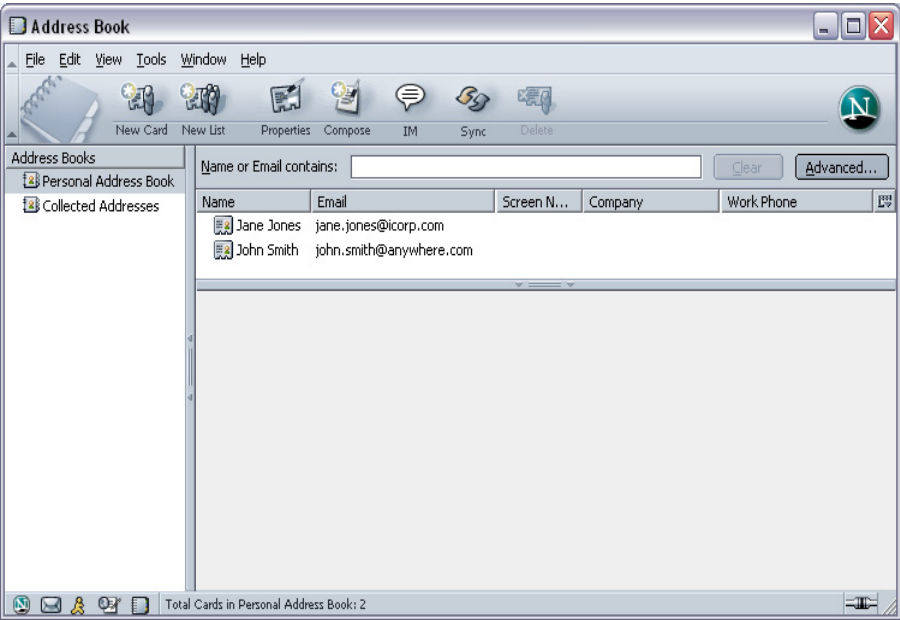 Address Book
File Edit View Tools Window Help
New Card New List Properties Compose IM Sync Delete
N
Address Books
Personal Address Book
Collected Addresses
Name or Email contains: Clear Advanced...
Name Email Screen N... Company Work Phone
Jane Jones jane.jones@icorp.com
John Smith john.smith@anywhere.com
N Total Cards in Personal Address Book: 2